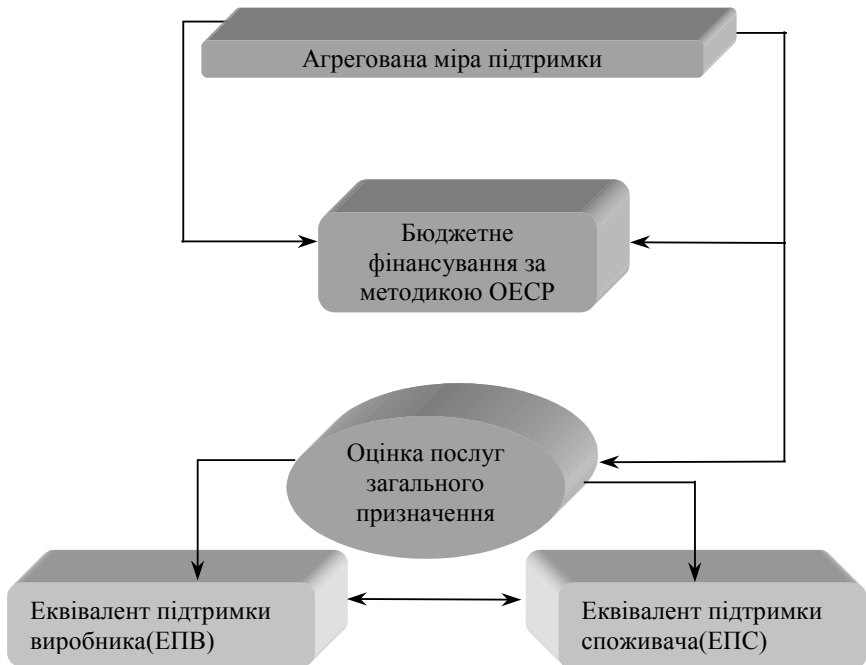 Агрегована міра підтримки
Бюджетне
фінансування за
методикою ОЕСР
Оцінка послуг
загального
призначення
Еквівалент підтримки
виробника(ЕПВ)
Еквівалент підтримки
споживача(ЕПС)